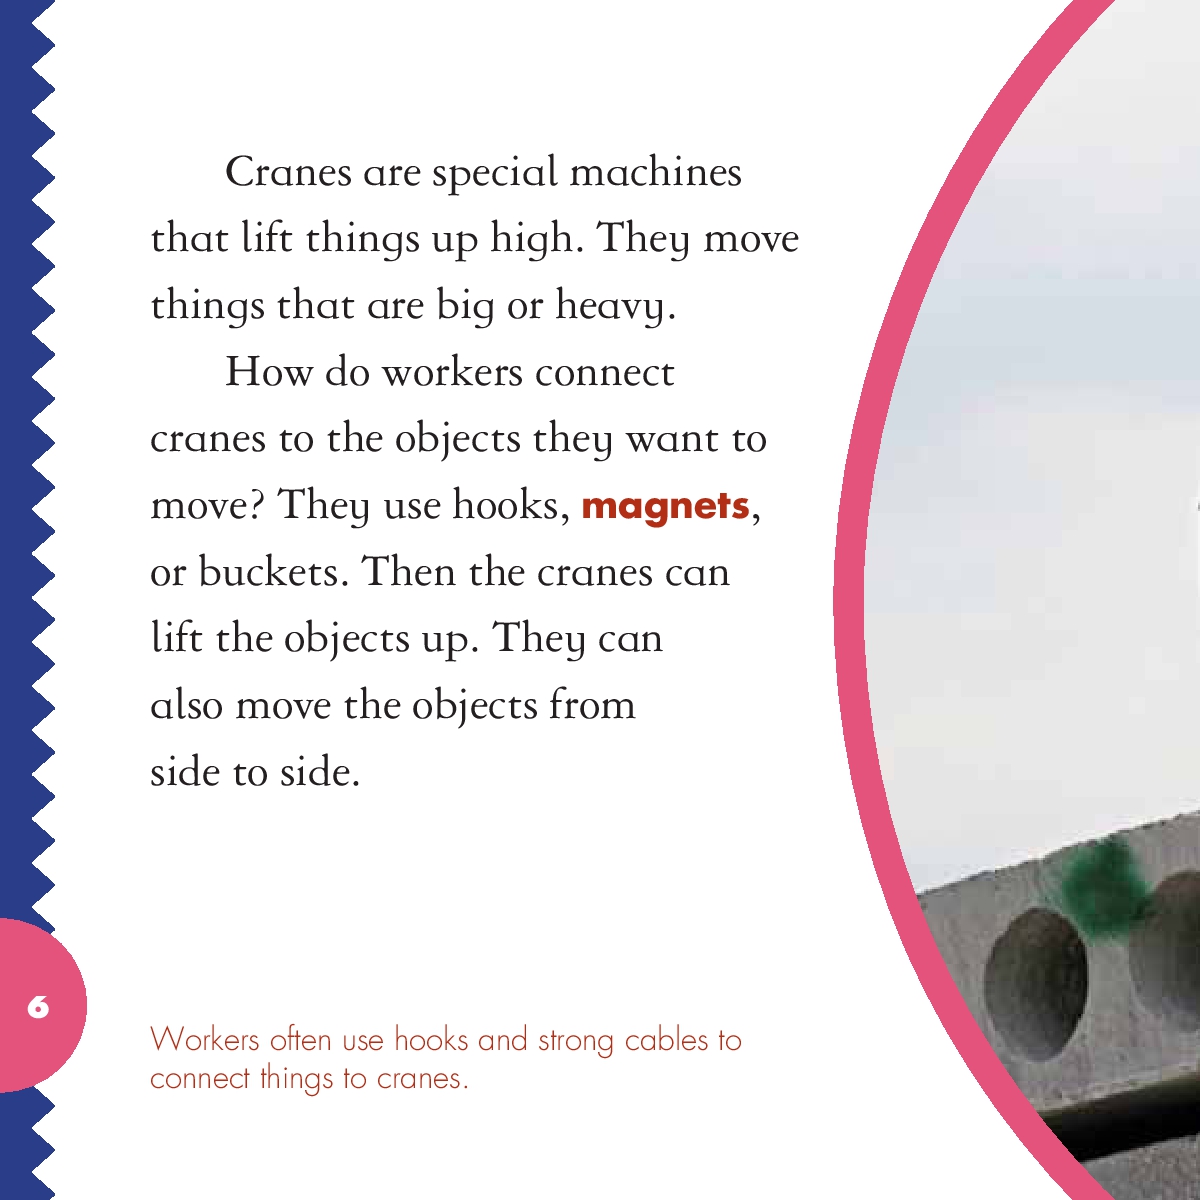 Cranes are special machines
that lift things up high. They move
things that are big or heavy.
How do workers connect
cranes to the objects they want to
move? They use hooks, magnets,
or buckets. Then the cranes can
lift the objects up. They can
also move the objects from
side to side.
6
Workers often use hooks and strong cables to
connect things to cranes.